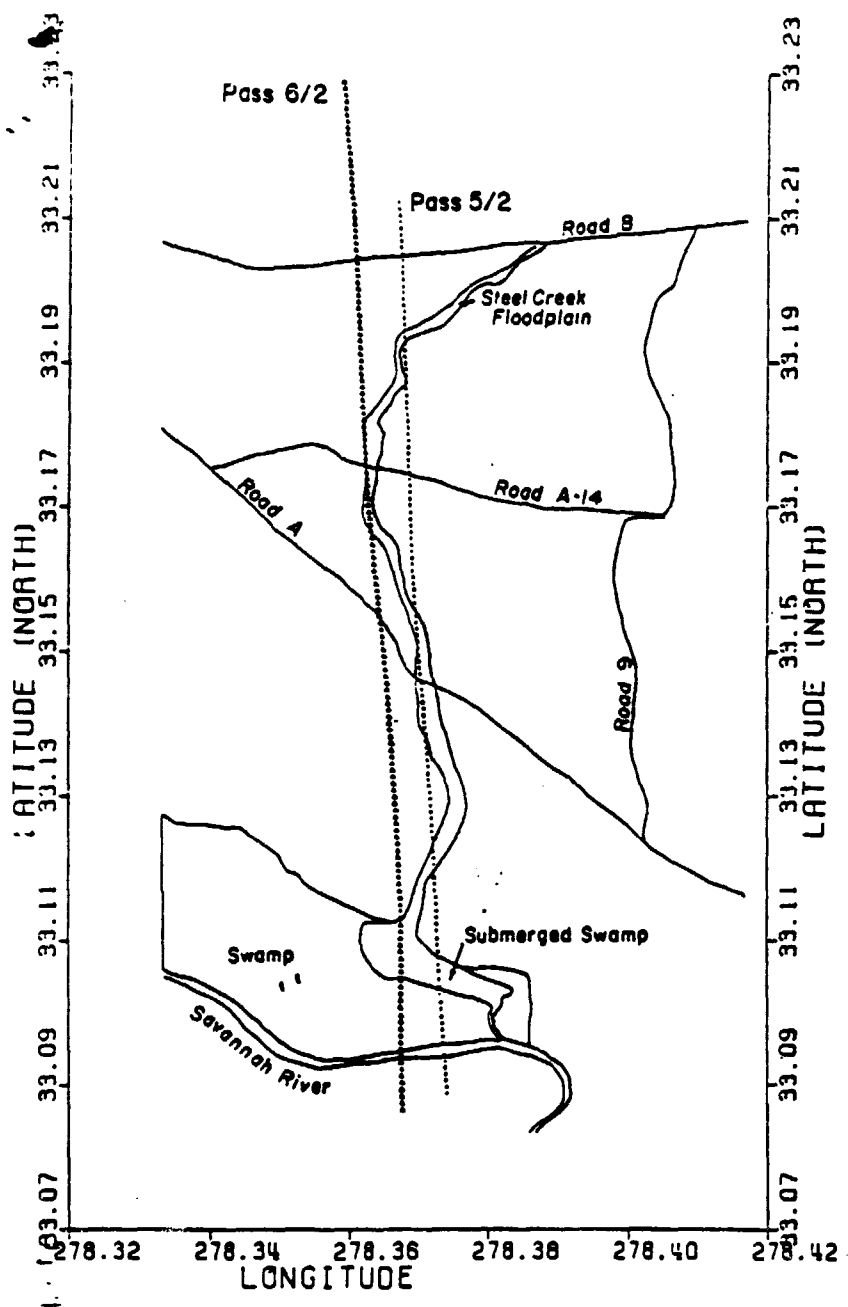 33.23
33.23
Pass 6/2
33.21
Pass 5/2
33.21
Road B
Steel Creek
Floodplain
33.19
33.19
33.17
Road A
Road A-14
33.17
LATITUDE (NORTH)
33.15
33.15
LATITUDE (NORTH)
Road 9
33.13
33.13
33.11
33.11
Submerged Swamp
Swamp
Savannah River
33.09
33.09
33.07
33.07
278.32
278.34
278.36
278.38
278.40
278.42
LONGITUDE